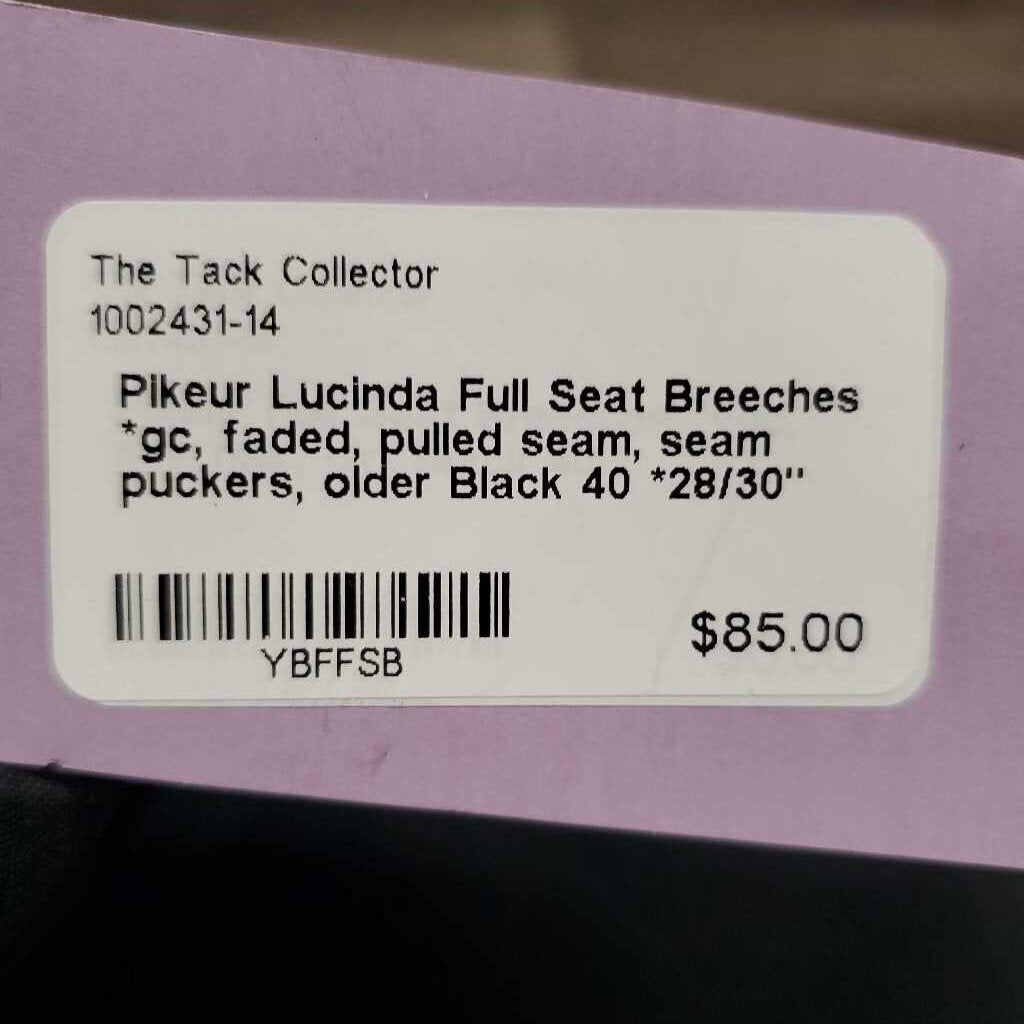 The Tack Collector
1002431-14
Pikeur Lucinda Full Seat Breeches
*gc, faded, pulled seam, seam
puckers, older Black 40 *28/30"
YBFFSB
$85.00